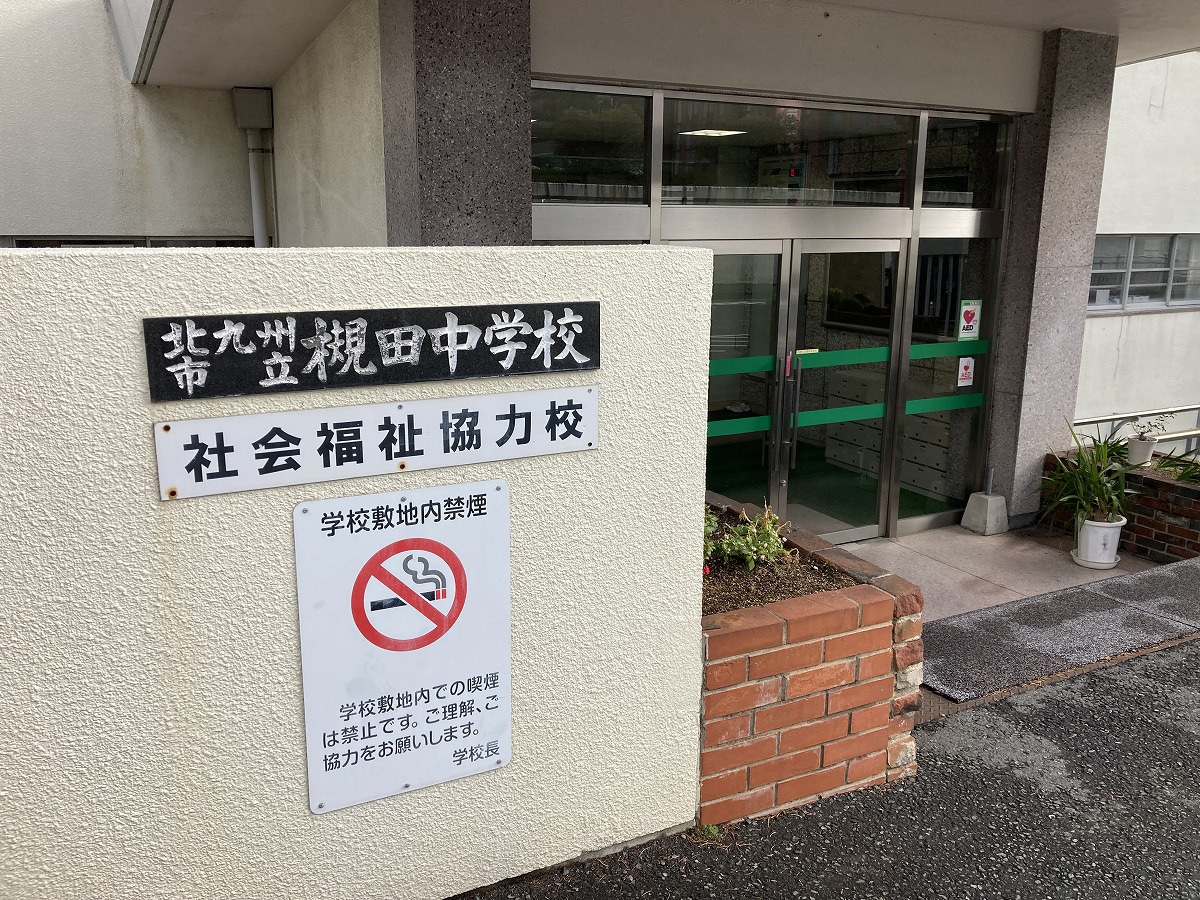 北九州
市　立
槻田中学校
社会福祉協力校
学校敷地内禁煙
学校敷地内での喫煙
は禁止です。ご理解、ご
協力をお願いします。
学校長
AED
AED